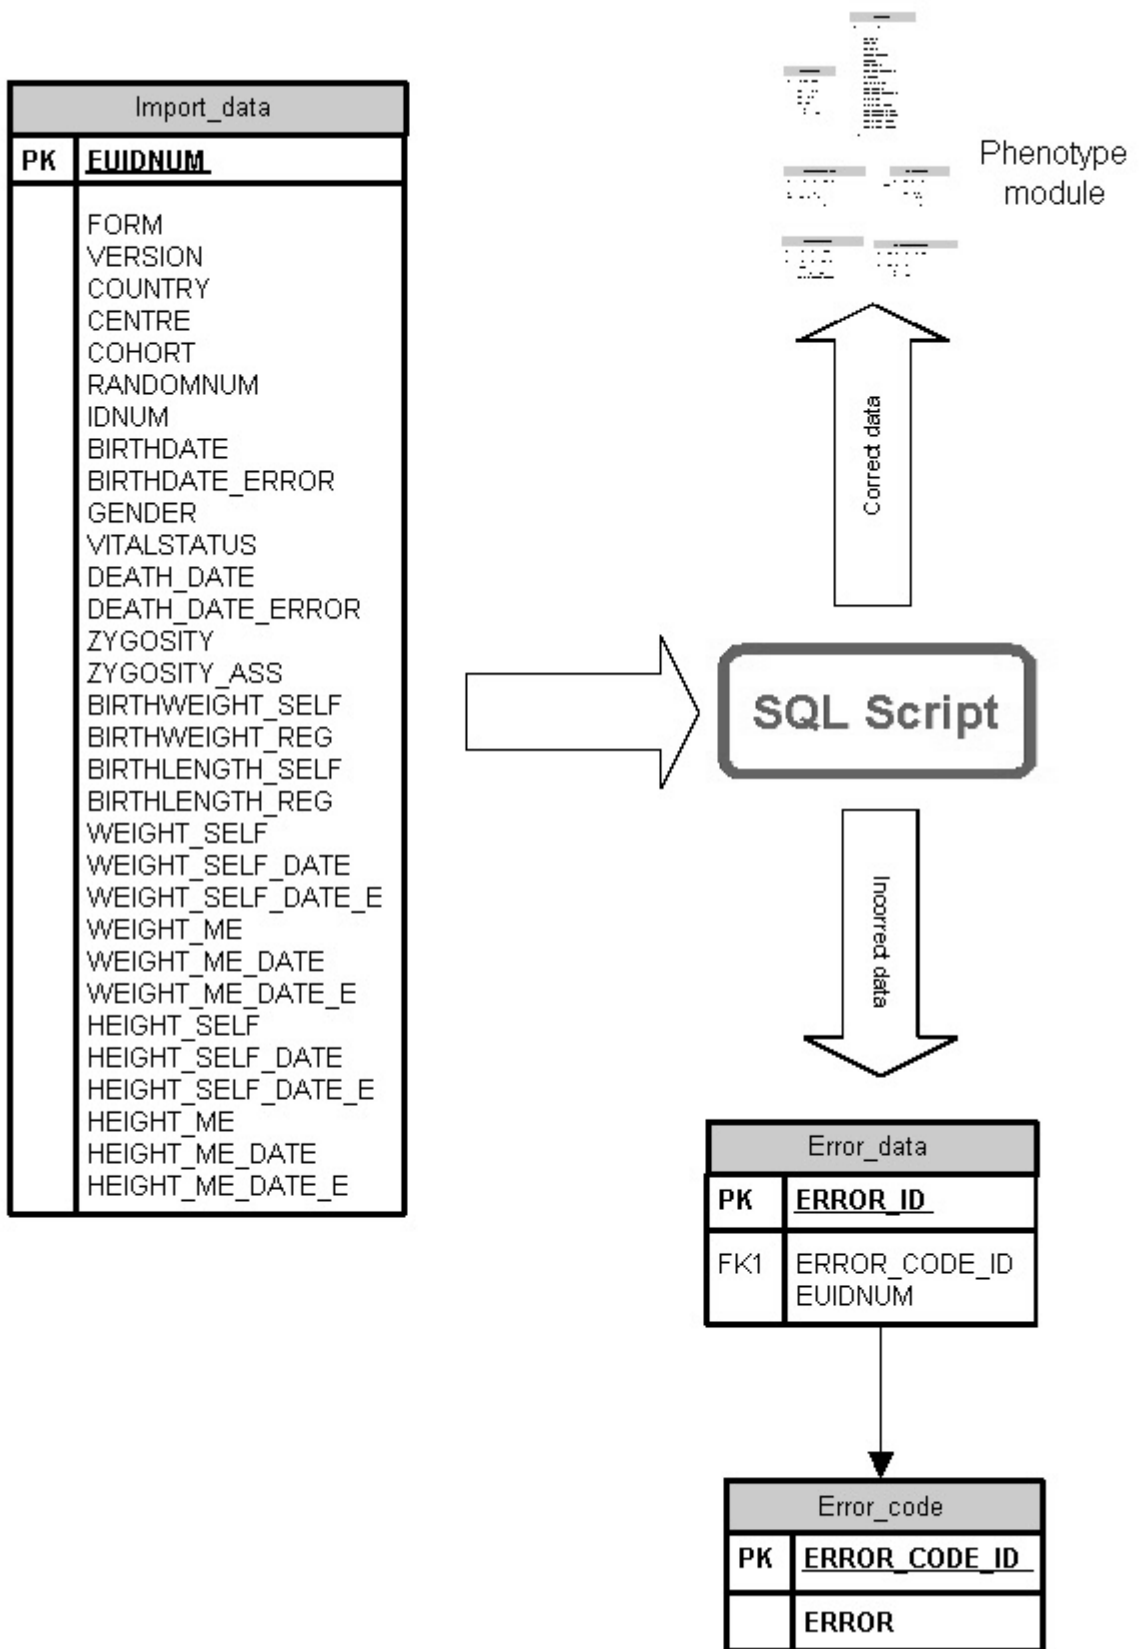 Import_data
PK EUIDNUM
FORM
VERSION
COUNTRY
CENTRE
COHORT
RANDOMNUM
IDNUM
BIRTHDATE
BIRTHDATE_ERROR
GENDER
VITALSTATUS
DEATH_DATE
DEATH_DATE_ERROR
ZYGOSITY
ZYGOSITY_ASS
BIRTHWEIGHT_SELF
BIRTHWEIGHT_REG
BIRTHLENGTH_SELF
BIRTHLENGTH_REG
WEIGHT_SELF
WEIGHT_SELF_DATE
WEIGHT_SELF_DATE_E
WEIGHT_ME
WEIGHT_ME_DATE
WEIGHT_ME_DATE_E
HEIGHT_SELF
HEIGHT_SELF_DATE
HEIGHT_SELF_DATE_E
HEIGHT_ME
HEIGHT_ME_DATE
HEIGHT_ME_DATE_E
Phenotype
module
Correct data
SQL Script
Incorrect data
Error_data
PK ERROR_ID
FK1 ERROR_CODE_ID
EUIDNUM
Error_code
PK ERROR_CODE_ID
ERROR